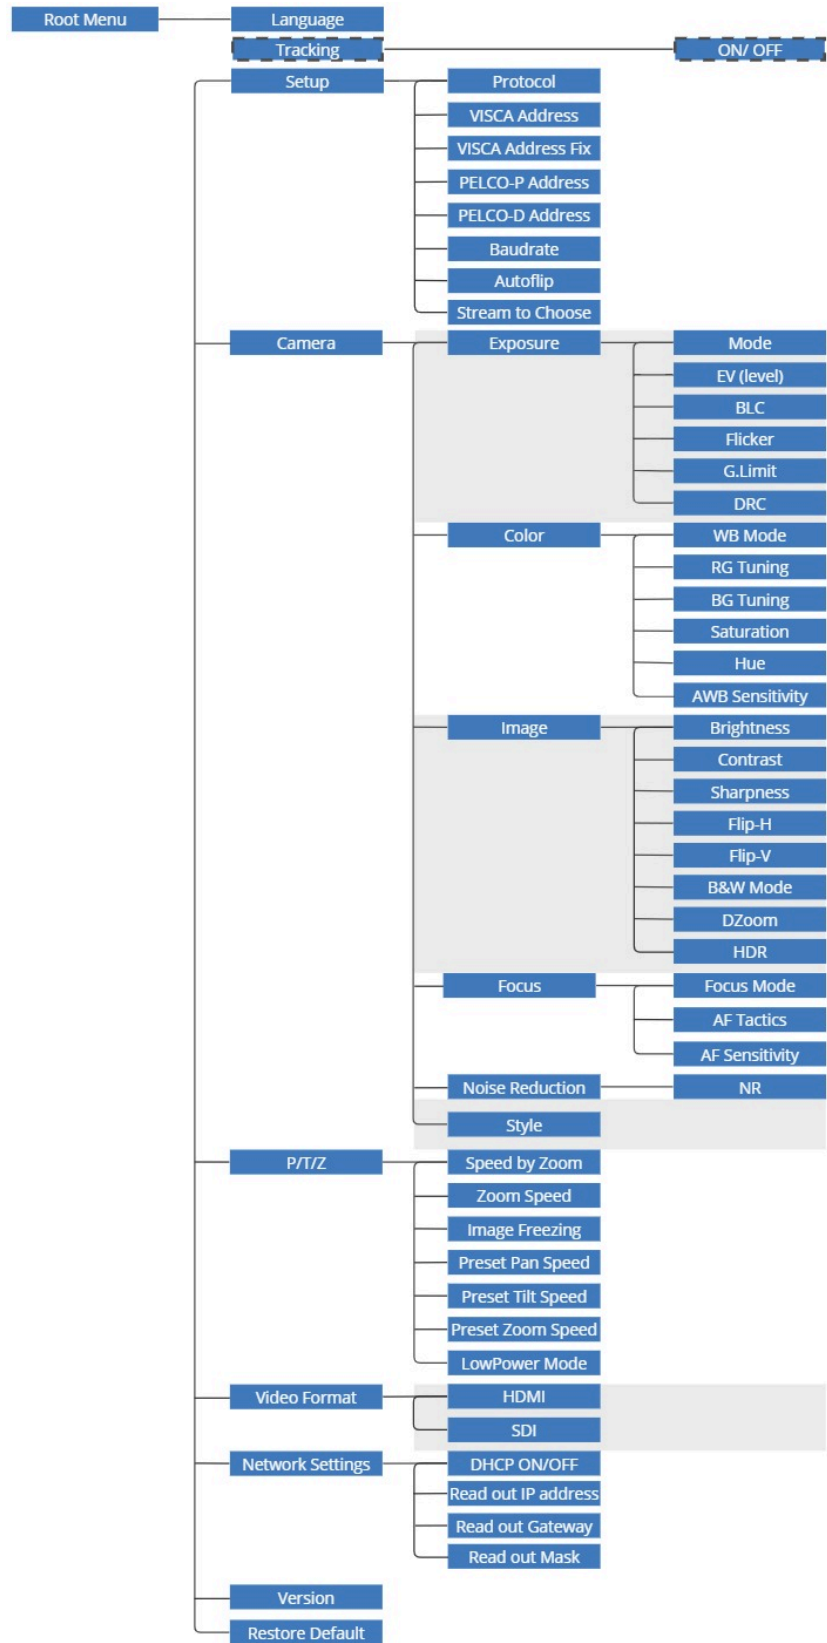 Root Menu
Language
Tracking
ON/ OFF
Setup
Protocol
VISCA Address
VISCA Address Fix
PELCO-P Address
PELCO-D Address
Baudrate
Autoflip
Stream to Choose
Camera
Exposure
Mode
EV (level)
BLC
Flicker
G.Limit
DRC
Color
WB Mode
RG Tuning
BG Tuning
Saturation
Hue
AWB Sensitivity
Image
Brightness
Contrast
Sharpness
Flip-H
Flip-V
B&W Mode
DZoom
HDR
Focus
Focus Mode
AF Tactics
AF Sensitivity
Noise Reduction
NR
Style
P/T/Z
Speed by Zoom
Zoom Speed
Image Freezing
Preset Pan Speed
Preset Tilt Speed
Preset Zoom Speed
LowPower Mode
Video Format
HDMI
SDI
Network Settings
DHCP ON/OFF
Read out IP address
Read out Gateway
Read out Mask
Version
Restore Default